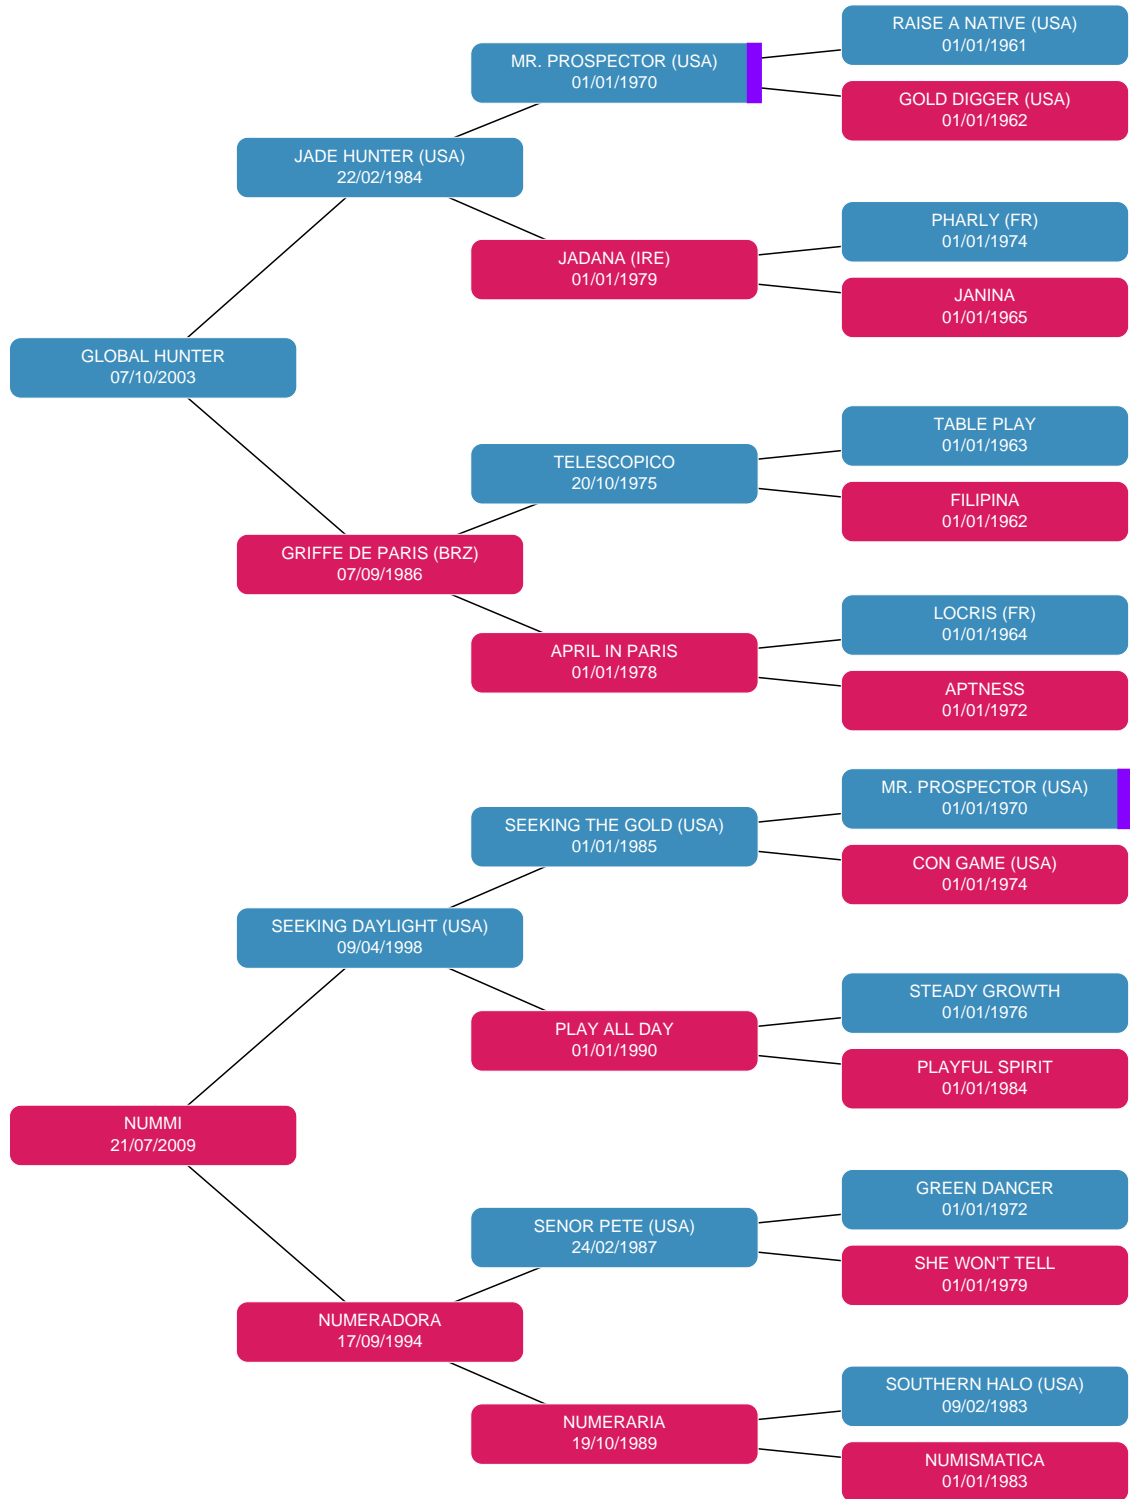 RAISE A NATIVE (USA)
01/01/1961
MR. PROSPECTOR (USA)
01/01/1970
GOLD DIGGER (USA)
01/01/1962
JADE HUNTER (USA)
22/02/1984
PHARLY (FR)
01/01/1974
JADANA (IRE)
01/01/1979
JANINA
01/01/1965
GLOBAL HUNTER
07/10/2003
TABLE PLAY
01/01/1963
TELESCOPICO
20/10/1975
FILIPINA
01/01/1962
GRIFFE DE PARIS (BRZ)
07/09/1986
LOCRIS (FR)
01/01/1964
APRIL IN PARIS
01/01/1978
APTNESS
01/01/1972
MR. PROSPECTOR (USA)
01/01/1970
SEEKING THE GOLD (USA)
01/01/1985
CON GAME (USA)
01/01/1974
SEEKING DAYLIGHT (USA)
09/04/1998
STEADY GROWTH
01/01/1976
PLAY ALL DAY
01/01/1990
PLAYFUL SPIRIT
01/01/1984
NUMMI
21/07/2009
GREEN DANCER
01/01/1972
SENOR PETE (USA)
24/02/1987
SHE WON'T TELL
01/01/1979
NUMERADORA
17/09/1994
SOUTHERN HALO (USA)
09/02/1983
NUMERARIA
19/10/1989
NUMISMATICA
01/01/1983